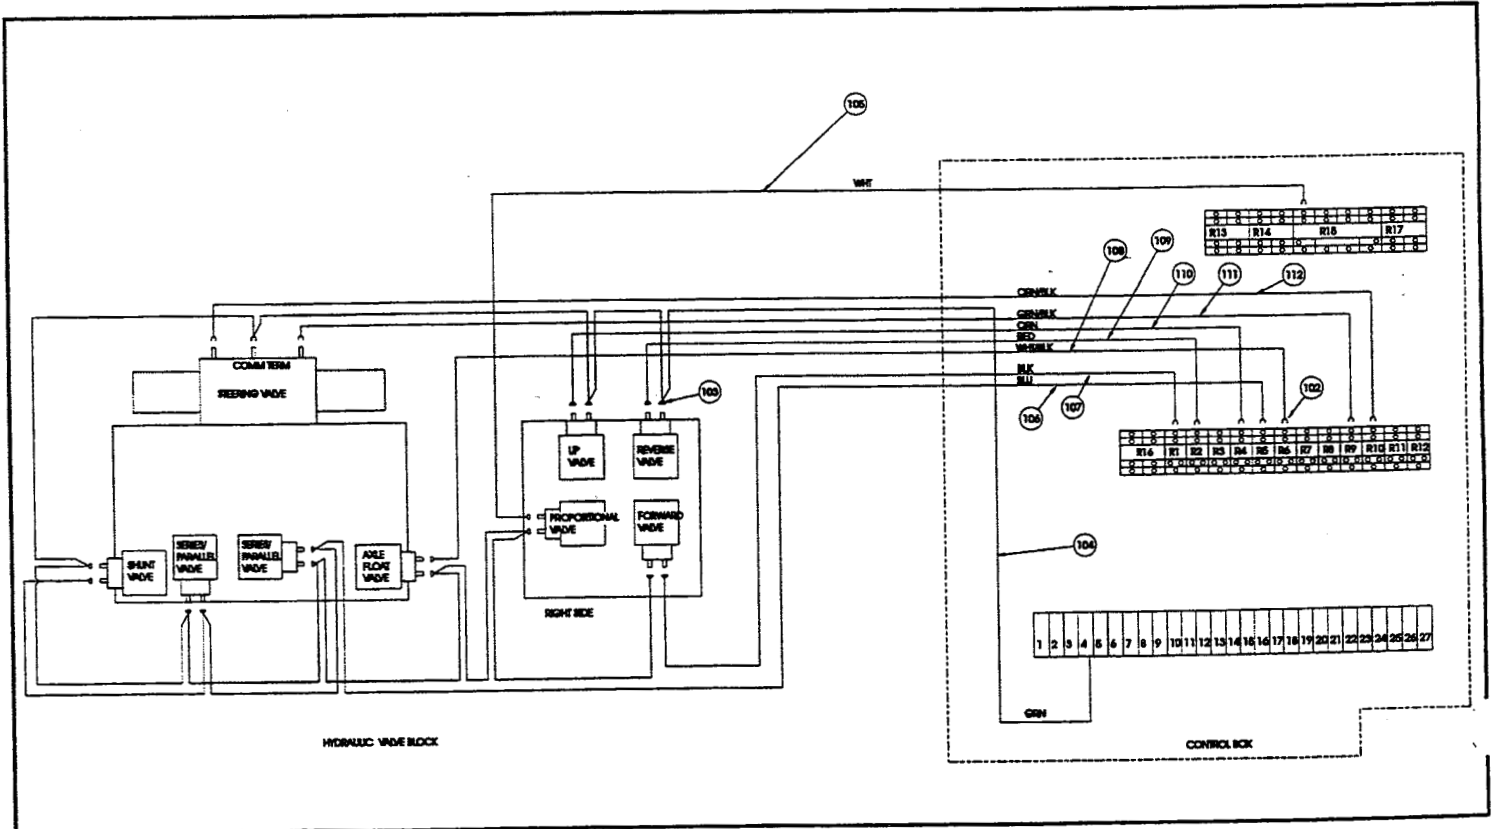 105
WHT
R13 R14 R15 R17
108
109
110
111
112
ORN/BLK
GRN/BLK
ORN
RED
WHT/BLK
BLK
BLU
COMM TERM
STEERING VALVE
103
102
106
107
UP
VALVE
REVERSE
VALVE
R16 R1 R2 R3 R4 R5 R6 R7 R8 R9 R10 R11 R12
PROPORTIONAL
VALVE
FORWARD
VALVE
104
SHUNT
VALVE
SERIES/
PARALLEL
VALVE
SERIES/
PARALLEL
VALVE
AXLE
FLOAT
VALVE
RIGHT SIDE
1 2 3 4 5 6 7 8 9 10 11 12 13 14 15 16 17 18 19 20 21 22 23 24 25 26 27
GRN
HYDRAULIC VALVE BLOCK
CONTROL BOX